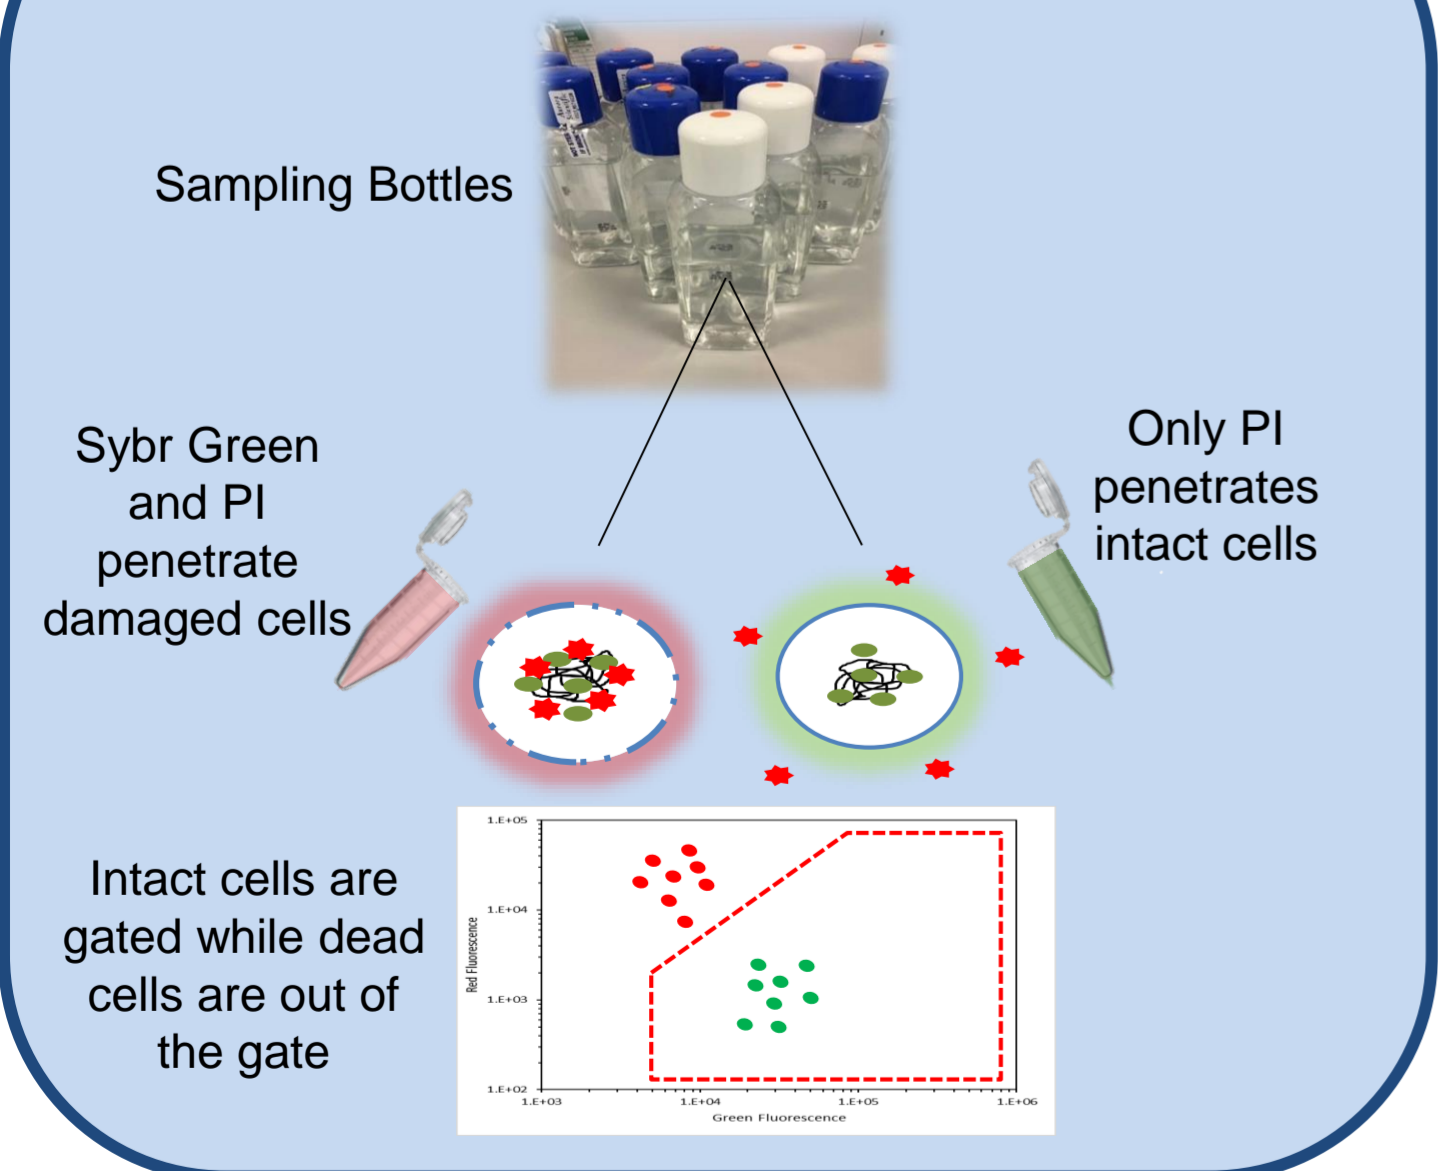 Sampling Bottles
Sybr Green
and PI
penetrate
damaged cells
Only PI
penetrates
intact cells
Intact cells are
gated while dead
cells are out of
the gate
1.E+05
1.E+04
1.E+03
1.E+02
Red Fluorescence
1.E+03
1.E+04
1.E+05
1.E+06
Green Fluorescence